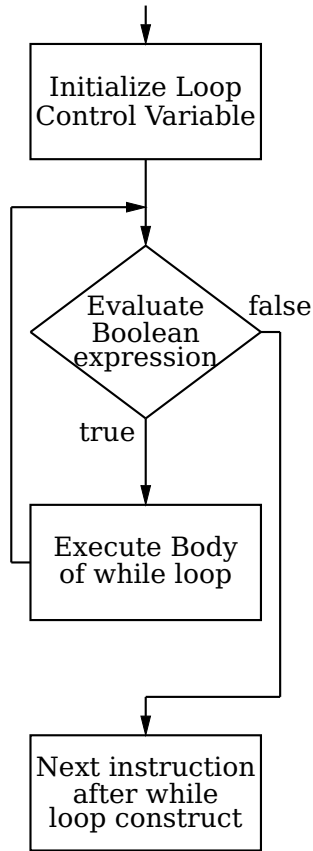 Initialize Loop
Control Variable
Evaluate
Boolean
expression
false
true
Execute Body
of while loop
Next instruction
after while
loop construct